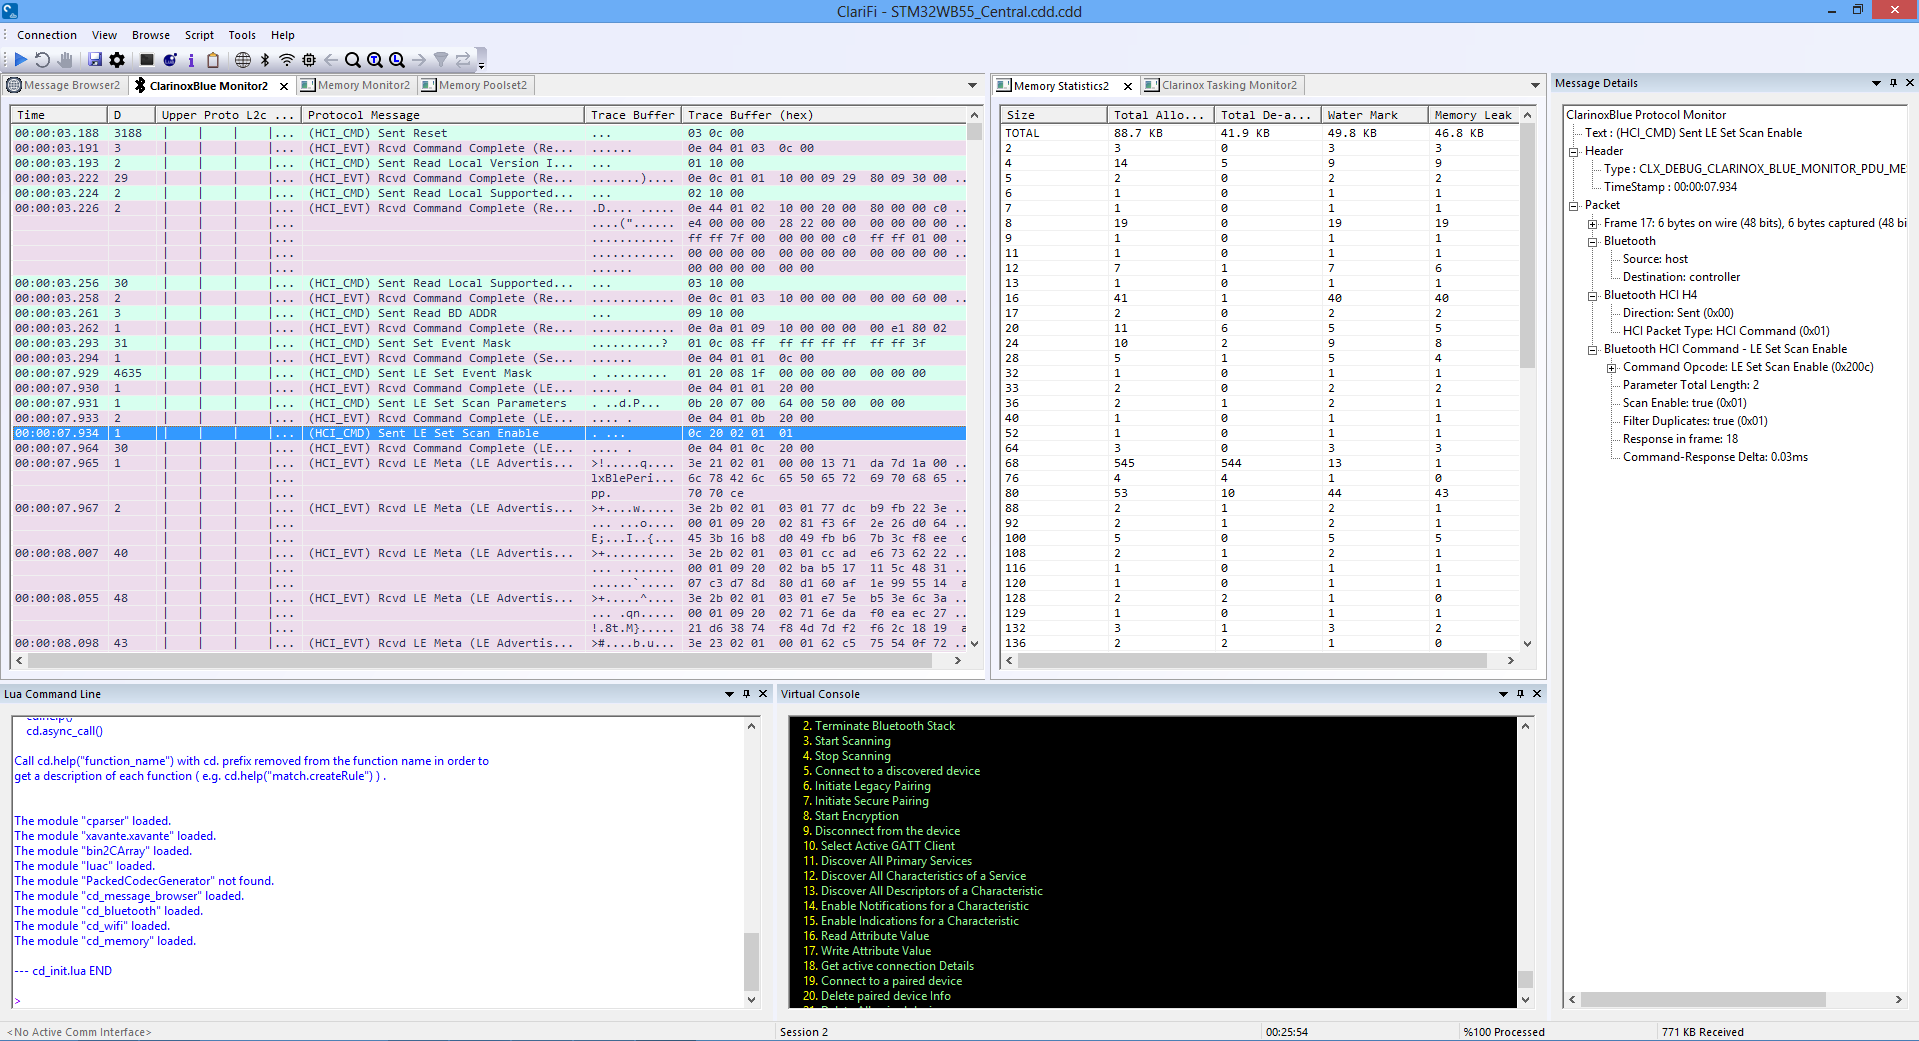 ClariFi - STM32WB55_Central.cdd.cdd
Connection View Browse Script Tools Help
Message Browser2 ClarinoxBlue Monitor2 Memory Monitor2 Memory Poolset2
Time D Upper Proto L2c ... Protocol Message Trace Buffer Trace Buffer (hex)
00:00:03.188 3188 |... (HCI_CMD) Sent Reset ... 03 0c 00
00:00:03.191 3 |... (HCI_EVT) Rcvd Command Complete (Re... ...... 0e 04 01 03 0c 00
00:00:03.193 2 |... (HCI_CMD) Sent Read Local Version I... ... 01 10 00
00:00:03.222 29 |... (HCI_EVT) Rcvd Command Complete (Re... .......).... 0e 0c 01 01 10 00 09 29 80 09 30 00 ..
00:00:03.224 2 |... (HCI_CMD) Sent Read Local Supported... ... 02 10 00
00:00:03.226 2 |... (HCI_EVT) Rcvd Command Complete (Re... .D.... ...... 0e 44 01 02 10 00 20 00 80 00 00 c0 ..
|... ....("...... e4 00 00 00 28 22 00 00 00 00 00 00 ..
|... ............ ff ff 7f 00 00 00 00 c0 ff ff 01 00 ..
|... ............ 00 00 00 00 00 00 00 00 00 00 00 00 ..
|... ...... 00 00 00 00 00 00
00:00:03.256 30 |... (HCI_CMD) Sent Read Local Supported... ... 03 10 00
00:00:03.258 2 |... (HCI_EVT) Rcvd Command Complete (Re... ............ 0e 0c 01 03 10 00 00 00 00 00 60 00 ..
00:00:03.261 3 |... (HCI_CMD) Sent Read BD ADDR ... 09 10 00
00:00:03.262 1 |... (HCI_EVT) Rcvd Command Complete (Re... ............ 0e 0a 01 09 10 00 00 00 00 e1 80 02
00:00:03.293 31 |... (HCI_CMD) Sent Set Event Mask ..........? 01 0c 08 ff ff ff ff ff ff ff 3f
00:00:03.294 1 |... (HCI_EVT) Rcvd Command Complete (Se... ...... 0e 04 01 01 0c 00
00:00:07.929 4635 |... (HCI_CMD) Sent LE Set Event Mask . ......... 01 20 08 1f 00 00 00 00 00 00 00
00:00:07.930 1 |... (HCI_EVT) Rcvd Command Complete (LE... .... . 0e 04 01 01 20 00
00:00:07.931 1 |... (HCI_CMD) Sent LE Set Scan Parameters . ..d.P... 0b 20 07 00 64 00 50 00 00 00
00:00:07.933 2 |... (HCI_EVT) Rcvd Command Complete (LE... .... . 0e 04 01 0b 20 00
00:00:07.934 1 |... (HCI_CMD) Sent LE Set Scan Enable . ... 0c 20 02 01 01
00:00:07.964 30 |... (HCI_EVT) Rcvd Command Complete (LE... .... . 0e 04 01 0c 20 00
00:00:07.965 1 |... (HCI_EVT) Rcvd LE Meta (LE Advertis... >!.....q.... 3e 21 02 01 00 00 13 71 da 7d 1a 00 ..
|... lxBlePeri... 6c 78 42 6c 65 50 65 72 69 70 68 65 ..
|... pp. 70 70 ce
00:00:07.967 2 |... (HCI_EVT) Rcvd LE Meta (LE Advertis... >+....w..... 3e 2b 02 01 03 01 77 dc b9 fb 22 3e ..
|... ... ...o.... 00 01 09 20 02 81 f3 6f 2e 26 d0 64 ..
|... E;...I..{... 45 3b 16 b8 d0 49 fb b6 7b 3c f8 ee c
00:00:08.007 40 |... (HCI_EVT) Rcvd LE Meta (LE Advertis... >+.......... 3e 2b 02 01 03 01 cc ad e6 73 62 22 ..
|... ... ........ 00 01 09 20 02 ba b5 17 11 5c 48 31 ..
|... ......`..... 07 c3 d7 8d 80 d1 60 af 1e 99 55 14 a
00:00:08.055 48 |... (HCI_EVT) Rcvd LE Meta (LE Advertis... >+.....^.... 3e 2b 02 01 03 01 e7 5e b5 3e 6c 3a ..
|... ... .qn..... 00 01 09 20 02 71 6e da f0 ea ec 27 ..
|... !.8t.M}..... 21 d6 38 74 f8 4d 7d f2 f6 2c 18 19 a
00:00:08.098 43 |... (HCI_EVT) Rcvd LE Meta (LE Advertis... >#....b.u... 3e 23 02 01 00 01 62 c5 75 54 0f 72 ..
Memory Statistics2 Clarinox Tasking Monitor2
Size Total Allo... Total De-a... Water Mark Memory Leak
TOTAL 88.7 KB 41.9 KB 49.8 KB 46.8 KB
2 3 0 3 3
4 14 5 9 9
5 2 0 2 2
6 1 0 1 1
7 1 0 1 1
8 19 0 19 19
9 1 0 1 1
11 1 0 1 1
12 7 1 7 6
13 1 0 1 1
16 41 1 40 40
17 2 0 2 2
20 11 6 5 5
24 10 2 9 8
28 5 1 5 4
32 1 0 1 1
33 2 0 2 2
36 2 1 2 1
40 1 0 1 1
52 1 0 1 1
64 3 0 3 3
68 545 544 13 1
76 4 4 1 0
80 53 10 44 43
88 2 1 2 1
92 2 1 2 1
100 5 0 5 5
108 2 1 2 1
116 1 0 1 1
120 1 0 1 1
128 2 2 1 0
129 1 0 1 1
132 3 1 3 2
136 2 2 1 0
Message Details
ClarinoxBlue Protocol Monitor
Text : (HCI_CMD) Sent LE Set Scan Enable
Header
Type : CLX_DEBUG_CLARINOX_BLUE_MONITOR_PDU_ME
TimeStamp : 00:00:07.934
Packet
Frame 17: 6 bytes on wire (48 bits), 6 bytes captured (48 bi
Bluetooth
Source: host
Destination: controller
Bluetooth HCI H4
Direction: Sent (0x00)
HCI Packet Type: HCI Command (0x01)
Bluetooth HCI Command - LE Set Scan Enable
Command Opcode: LE Set Scan Enable (0x200c)
Parameter Total Length: 2
Scan Enable: true (0x01)
Filter Duplicates: true (0x01)
Response in frame: 18
Command-Response Delta: 0.03ms
Lua Command Line
cd.help()
cd.async_call()
Call cd.help("function_name") with cd. prefix removed from the function name in order to
get a description of each function ( e.g. cd.help("match.createRule") ) .
The module "cparser" loaded.
The module "xavante.xavante" loaded.
The module "bin2CArray" loaded.
The module "luac" loaded.
The module "PackedCodecGenerator" not found.
The module "cd_message_browser" loaded.
The module "cd_bluetooth" loaded.
The module "cd_wifi" loaded.
The module "cd_memory" loaded.
--- cd_init.lua END
>
Virtual Console
2. Terminate Bluetooth Stack
3. Start Scanning
4. Stop Scanning
5. Connect to a discovered device
6. Initiate Legacy Pairing
7. Initiate Secure Pairing
8. Start Encryption
9. Disconnect from the device
10. Select Active GATT Client
11. Discover All Primary Services
12. Discover All Characteristics of a Service
13. Discover All Descriptors of a Characteristic
14. Enable Notifications for a Characteristic
15. Enable Indications for a Characteristic
16. Read Attribute Value
17. Write Attribute Value
18. Get active connection Details
19. Connect to a paired device
20. Delete paired device Info
<No Active Comm Interface> Session 2 00:25:54 %100 Processed 771 KB Received